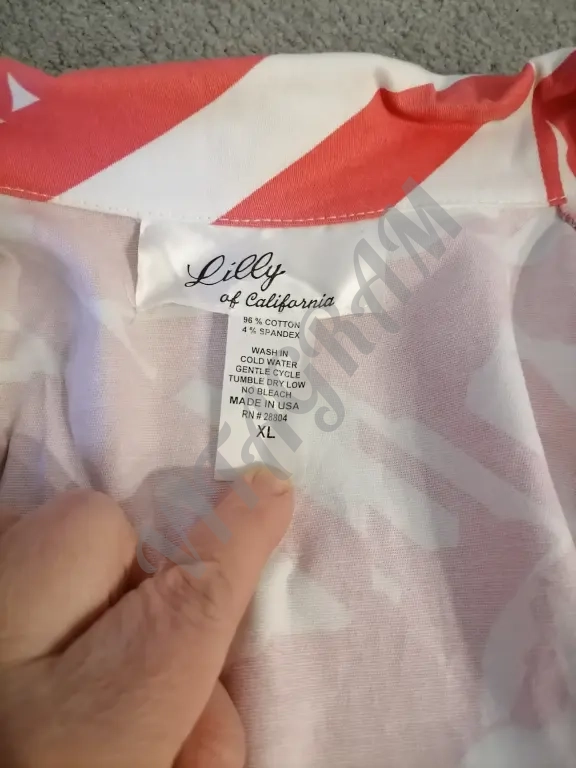 Lilly
of California
96 % COTTON
4 % SPANDEX
WASH IN
COLD WATER
GENTLE CYCLE
TUMBLE DRY LOW
NO BLEACH
MADE IN USA
RN # 28804
XL